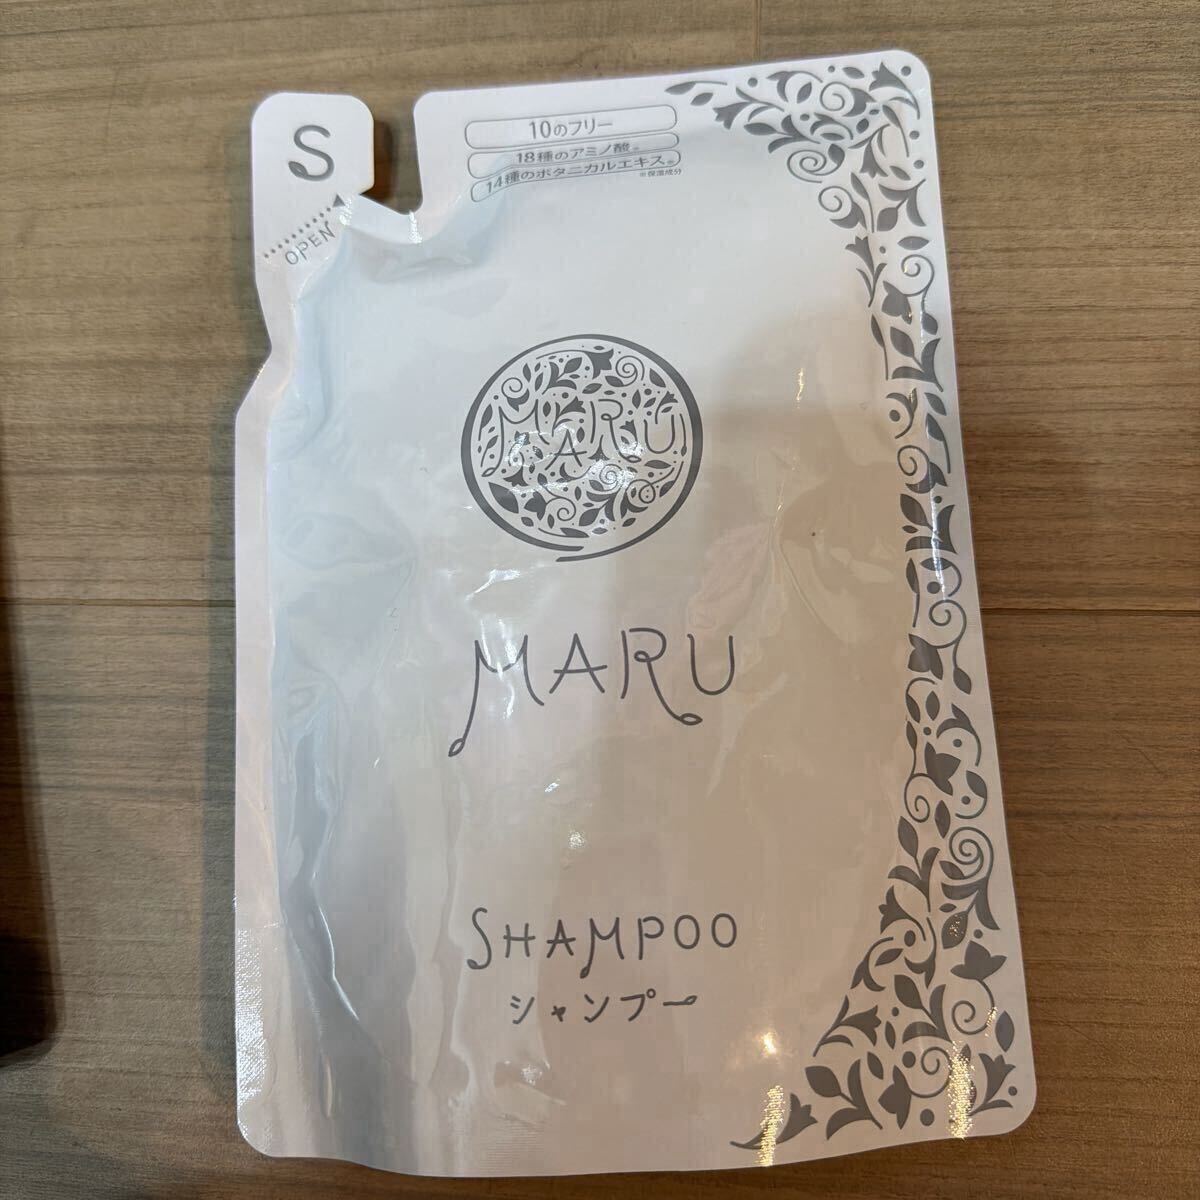 S
OPEN
10のフリー
18種のアミノ酸※
14種のボタニカルエキス※
※保湿成分
MARU
MARU
SHAMPOO
シャンプー